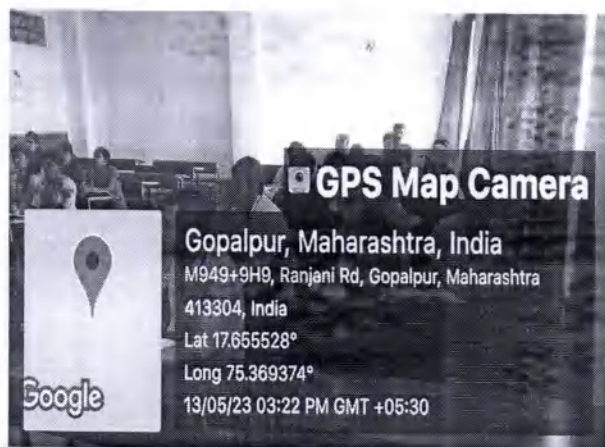 GPS Map Camera
Gopalpur, Maharashtra, India
M949+9H9, Ranjani Rd, Gopalpur, Maharashtra
413304, India
Lat 17.655528°
Long 75.369374°
13/05/23 03:22 PM GMT +05:30
Google